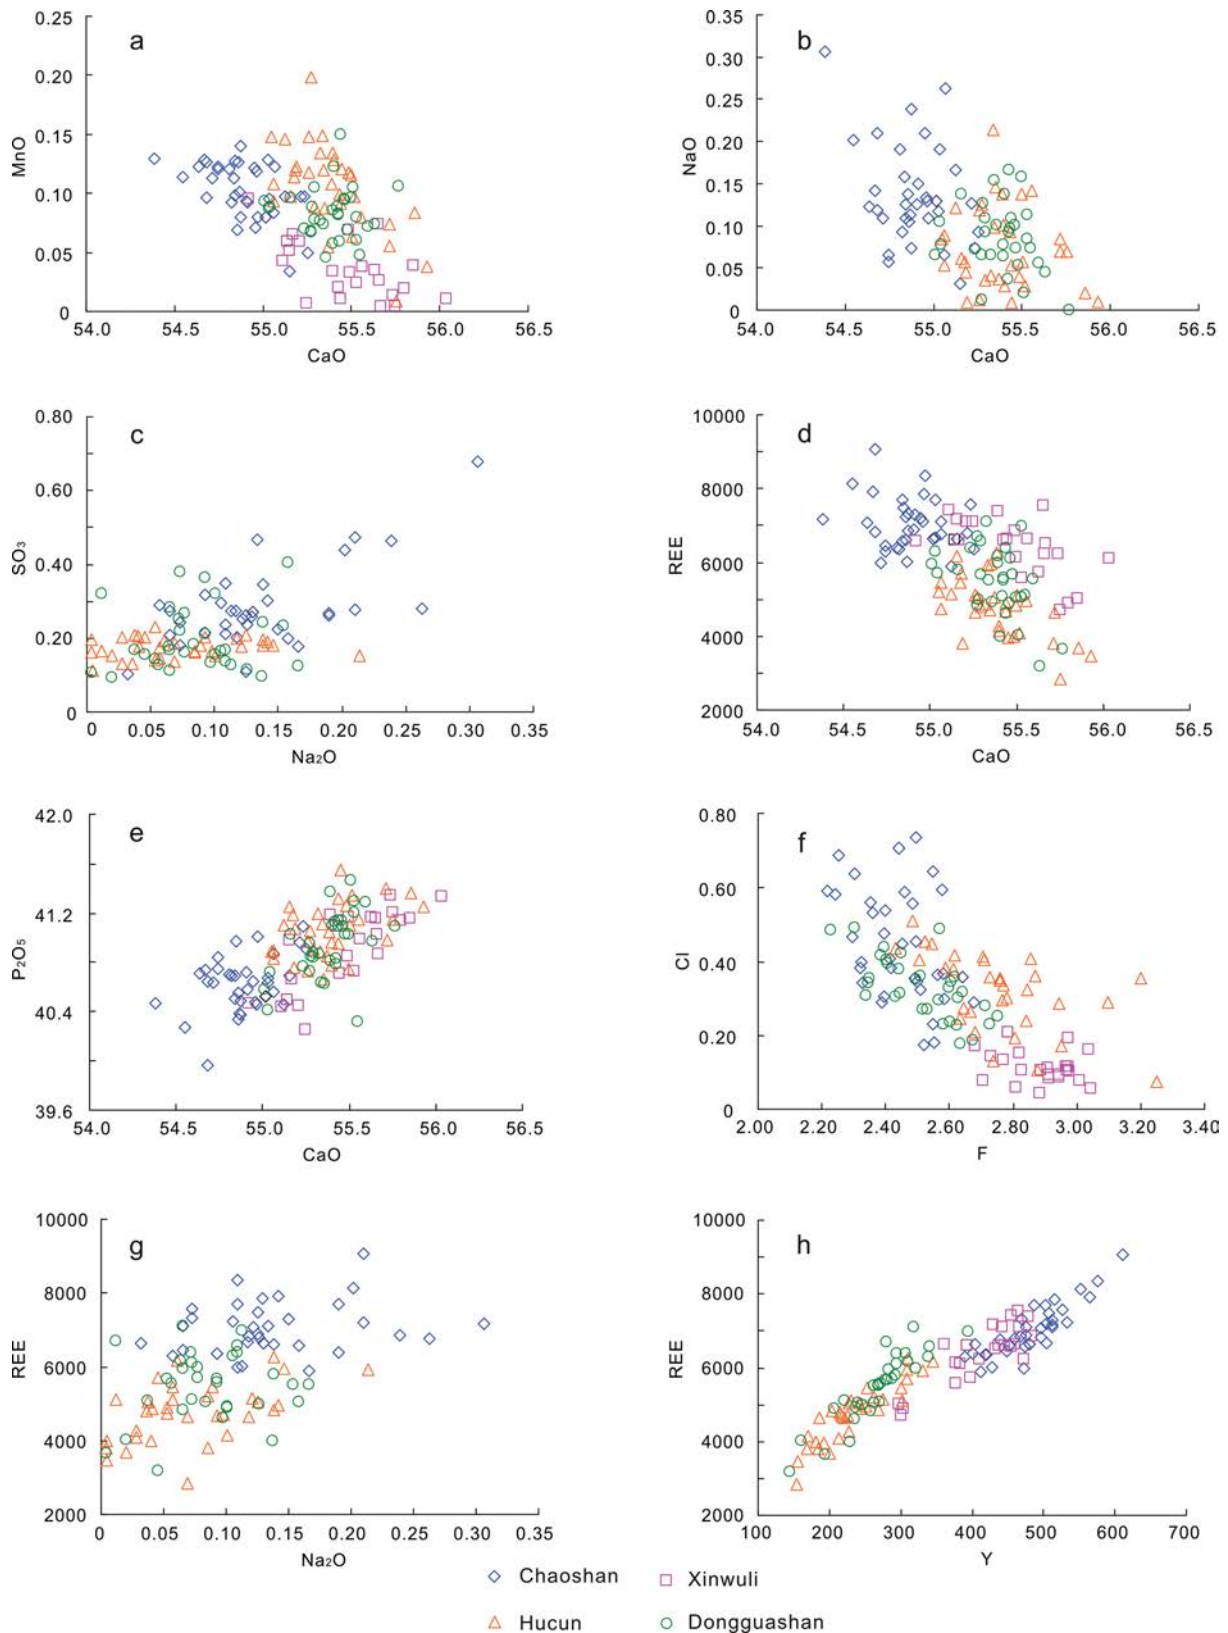 a
0.25
0.20
0.15
0.10
0.05
0
MnO
54.0 54.5 55.0 55.5 56.0 56.5
CaO
b
0.35
0.30
0.25
0.20
0.15
0.10
0.05
0
NaO
54.0 54.5 55.0 55.5 56.0 56.5
CaO
c
0.80
0.60
0.40
0.20
0
SO₃
0 0.05 0.10 0.15 0.20 0.25 0.30 0.35
Na₂O
d
10000
8000
6000
4000
2000
REE
54.0 54.5 55.0 55.5 56.0 56.5
CaO
e
42.0
41.2
40.4
39.6
P₂O₅
54.0 54.5 55.0 55.5 56.0 56.5
CaO
f
0.80
0.60
0.40
0.20
0
Cl
2.00 2.20 2.40 2.60 2.80 3.00 3.20 3.40
F
g
10000
8000
6000
4000
2000
REE
0 0.05 0.10 0.15 0.20 0.25 0.30 0.35
Na₂O
h
10000
8000
6000
4000
2000
REE
100 200 300 400 500 600 700
Y
Chaoshan Xinwuli
Hucun Dongguashan